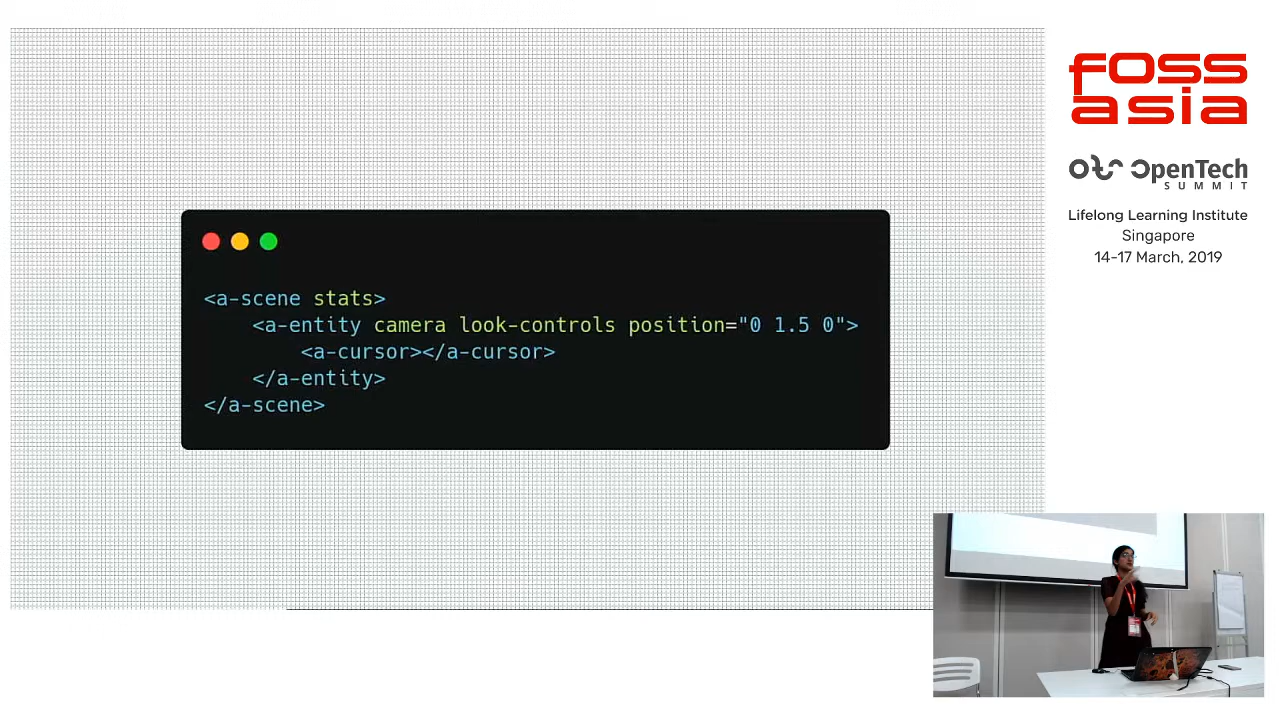 <a-scene stats>
    <a-entity camera look-controls position="0 1.5 0">
        <a-cursor></a-cursor>
    </a-entity>
</a-scene>
FOSS
asia
OpenTech
SUMMIT
Lifelong Learning Institute
Singapore
14-17 March, 2019